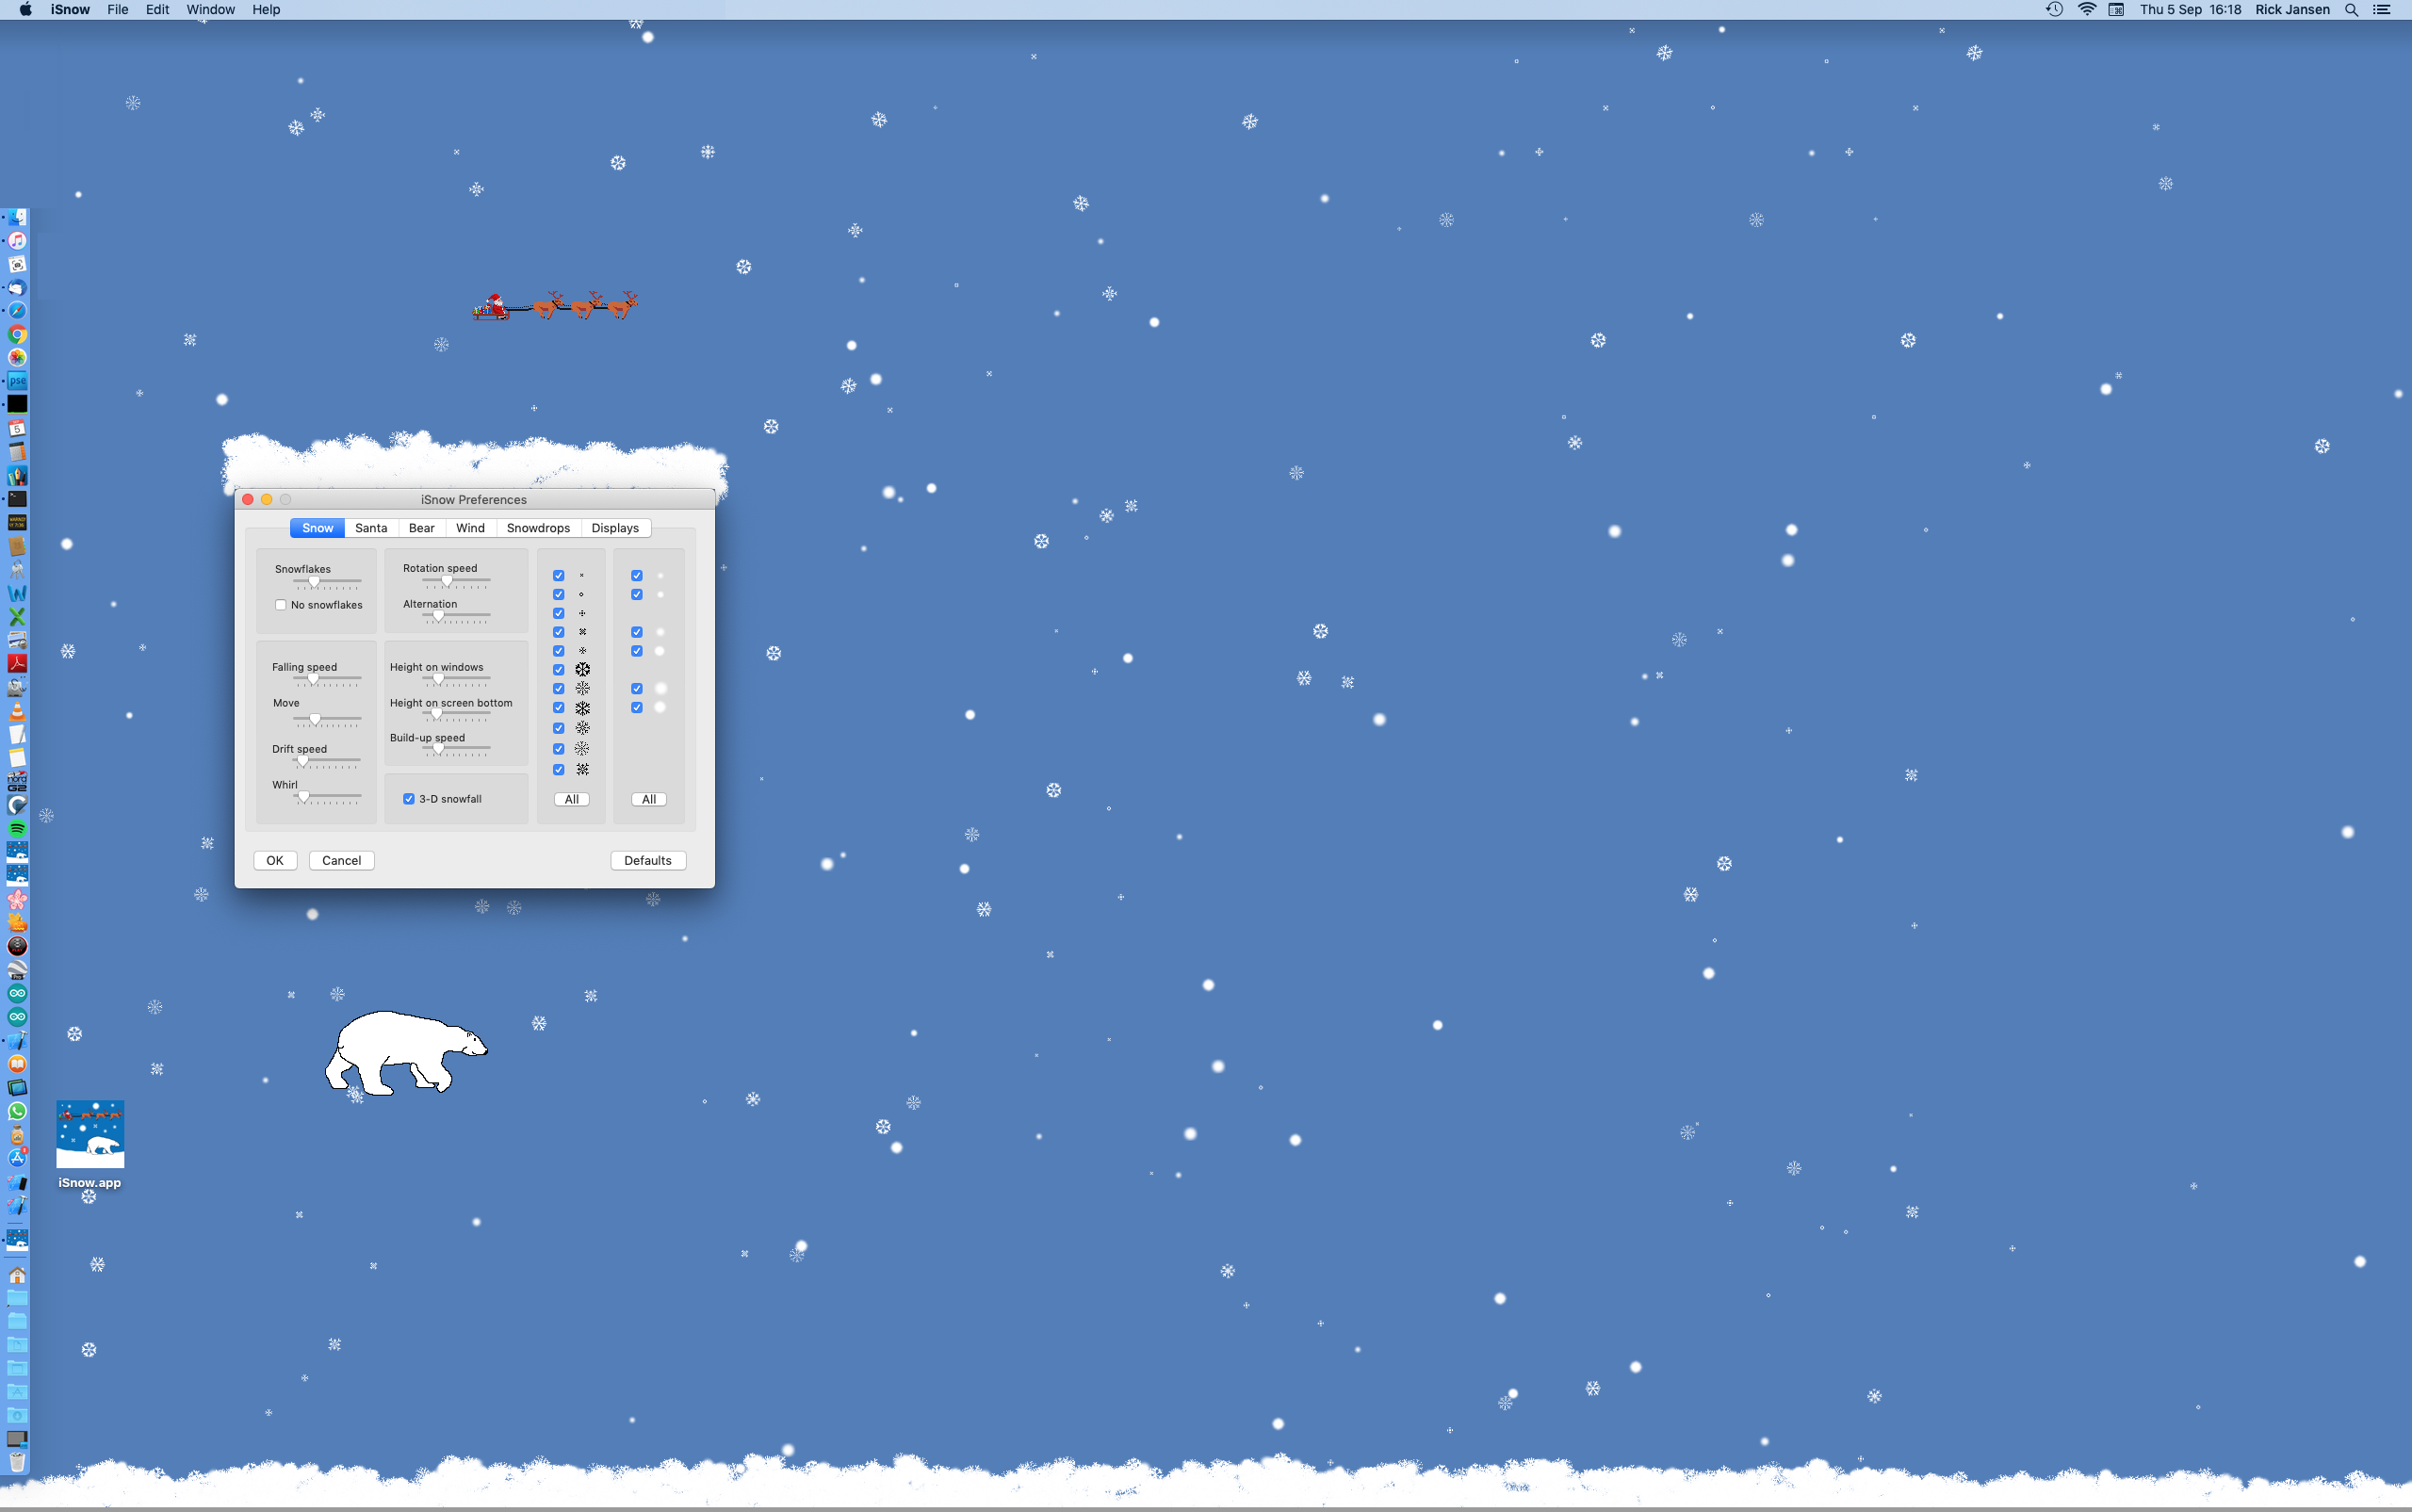 iSnow File Edit Window Help Thu 5 Sep 16:18 Rick Jansen
pse
5
iSnow Preferences
Snow Santa Bear Wind Snowdrops Displays
Snowflakes
No snowflakes
Rotation speed
Alternation
Falling speed
Move
Drift speed
Whirl
Height on windows
Height on screen bottom
Build-up speed
3-D snowfall
All All
OK Cancel Defaults
iSnow.app